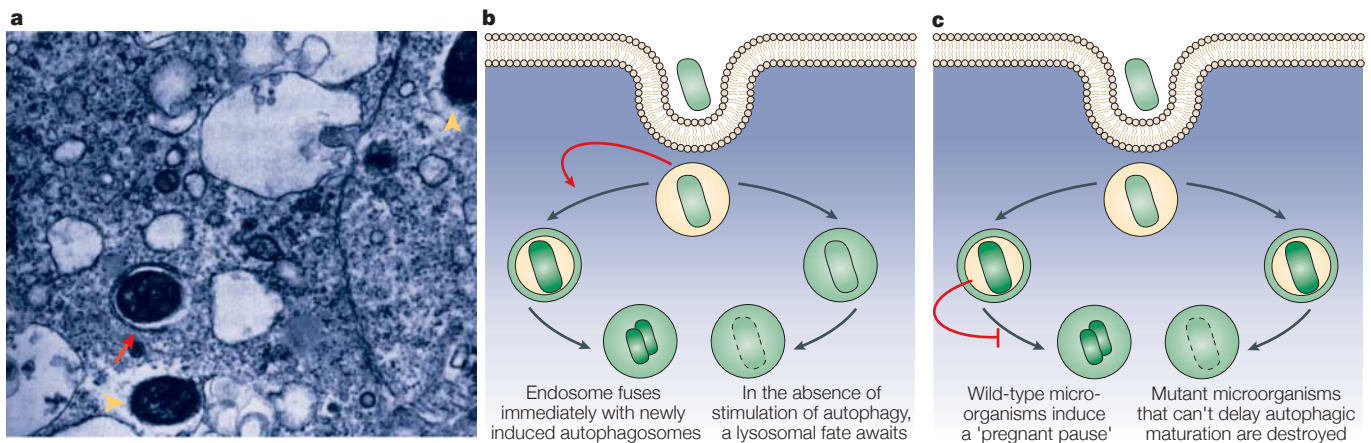 a
b
c
Endosome fuses
immediately with newly
induced autophagosomes
In the absence of
stimulation of autophagy,
a lysosomal fate awaits
Wild-type micro-
organisms induce
a 'pregnant pause'
Mutant microorganisms
that can't delay autophagic
maturation are destroyed